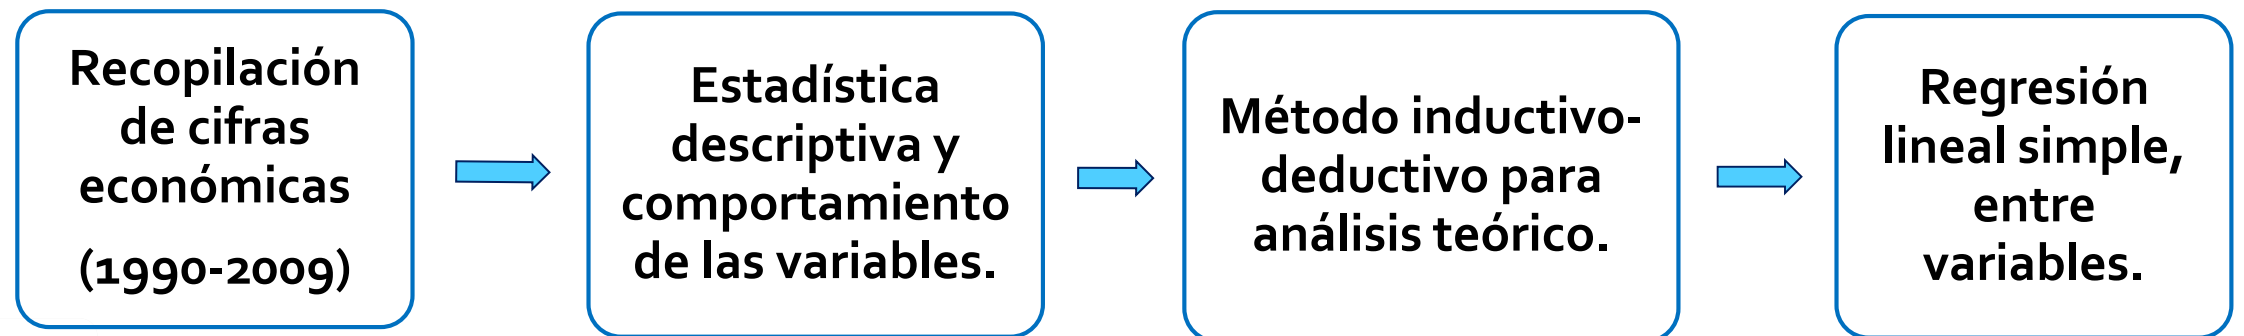 Recopilación
de cifras
económicas
(1990-2009)
Estadística
descriptiva y
comportamiento
de las variables.
Método inductivo-
deductivo para
análisis teórico.
Regresión
lineal simple,
entre
variables.